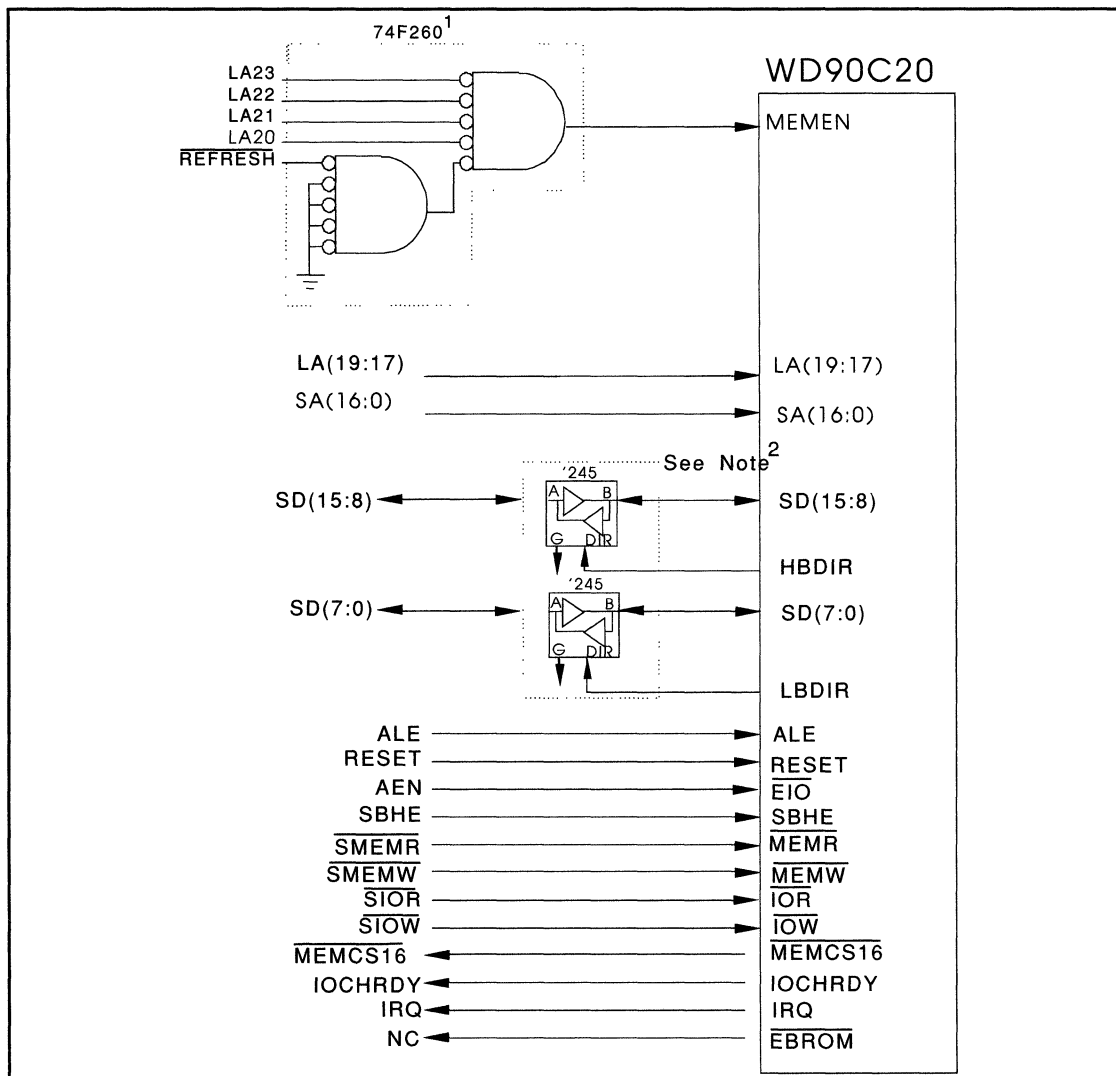 74F260¹
WD90C20
LA23
LA22
LA21
LA20
REFRESH
MEMEN
LA(19:17) LA(19:17)
SA(16:0) SA(16:0)
See Note²
'245
A B
SD(15:8) SD(15:8)
G DIR
HBDIR
'245
A B
SD(7:0) SD(7:0)
G DIR
LBDIR
ALE ALE
RESET RESET
AEN EIO
SBHE SBHE
SMEMR MEMR
SMEMW MEMW
SIOR IOR
SIOW IOW
MEMCS16 MEMCS16
IOCHRDY IOCHRDY
IRQ IRQ
NC EBROM